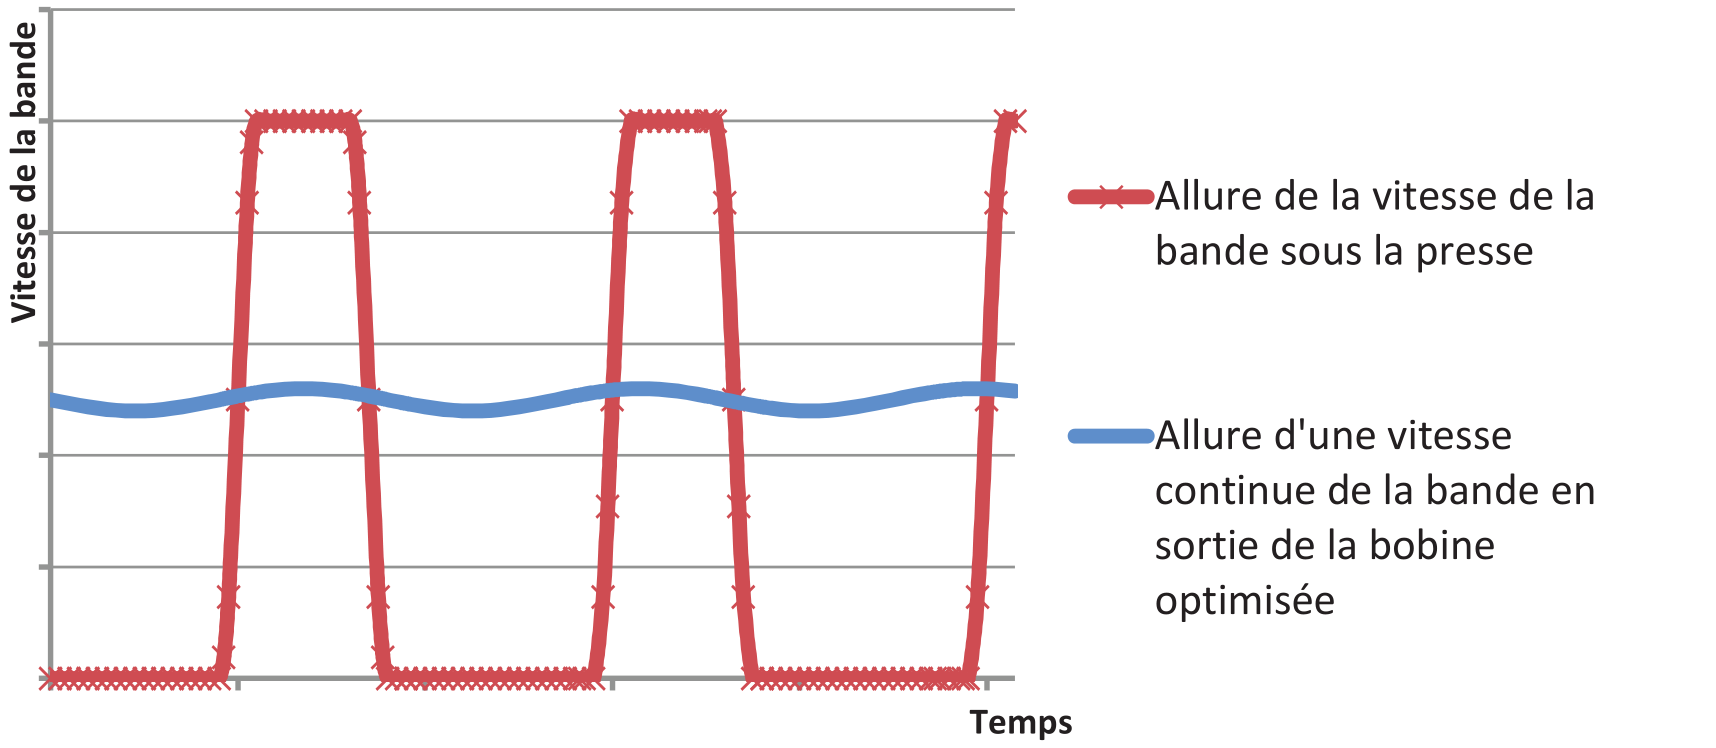 Vitesse de la bande
Allure de la vitesse de la
bande sous la presse
Allure d'une vitesse
continue de la bande en
sortie de la bobine
optimisée
Temps